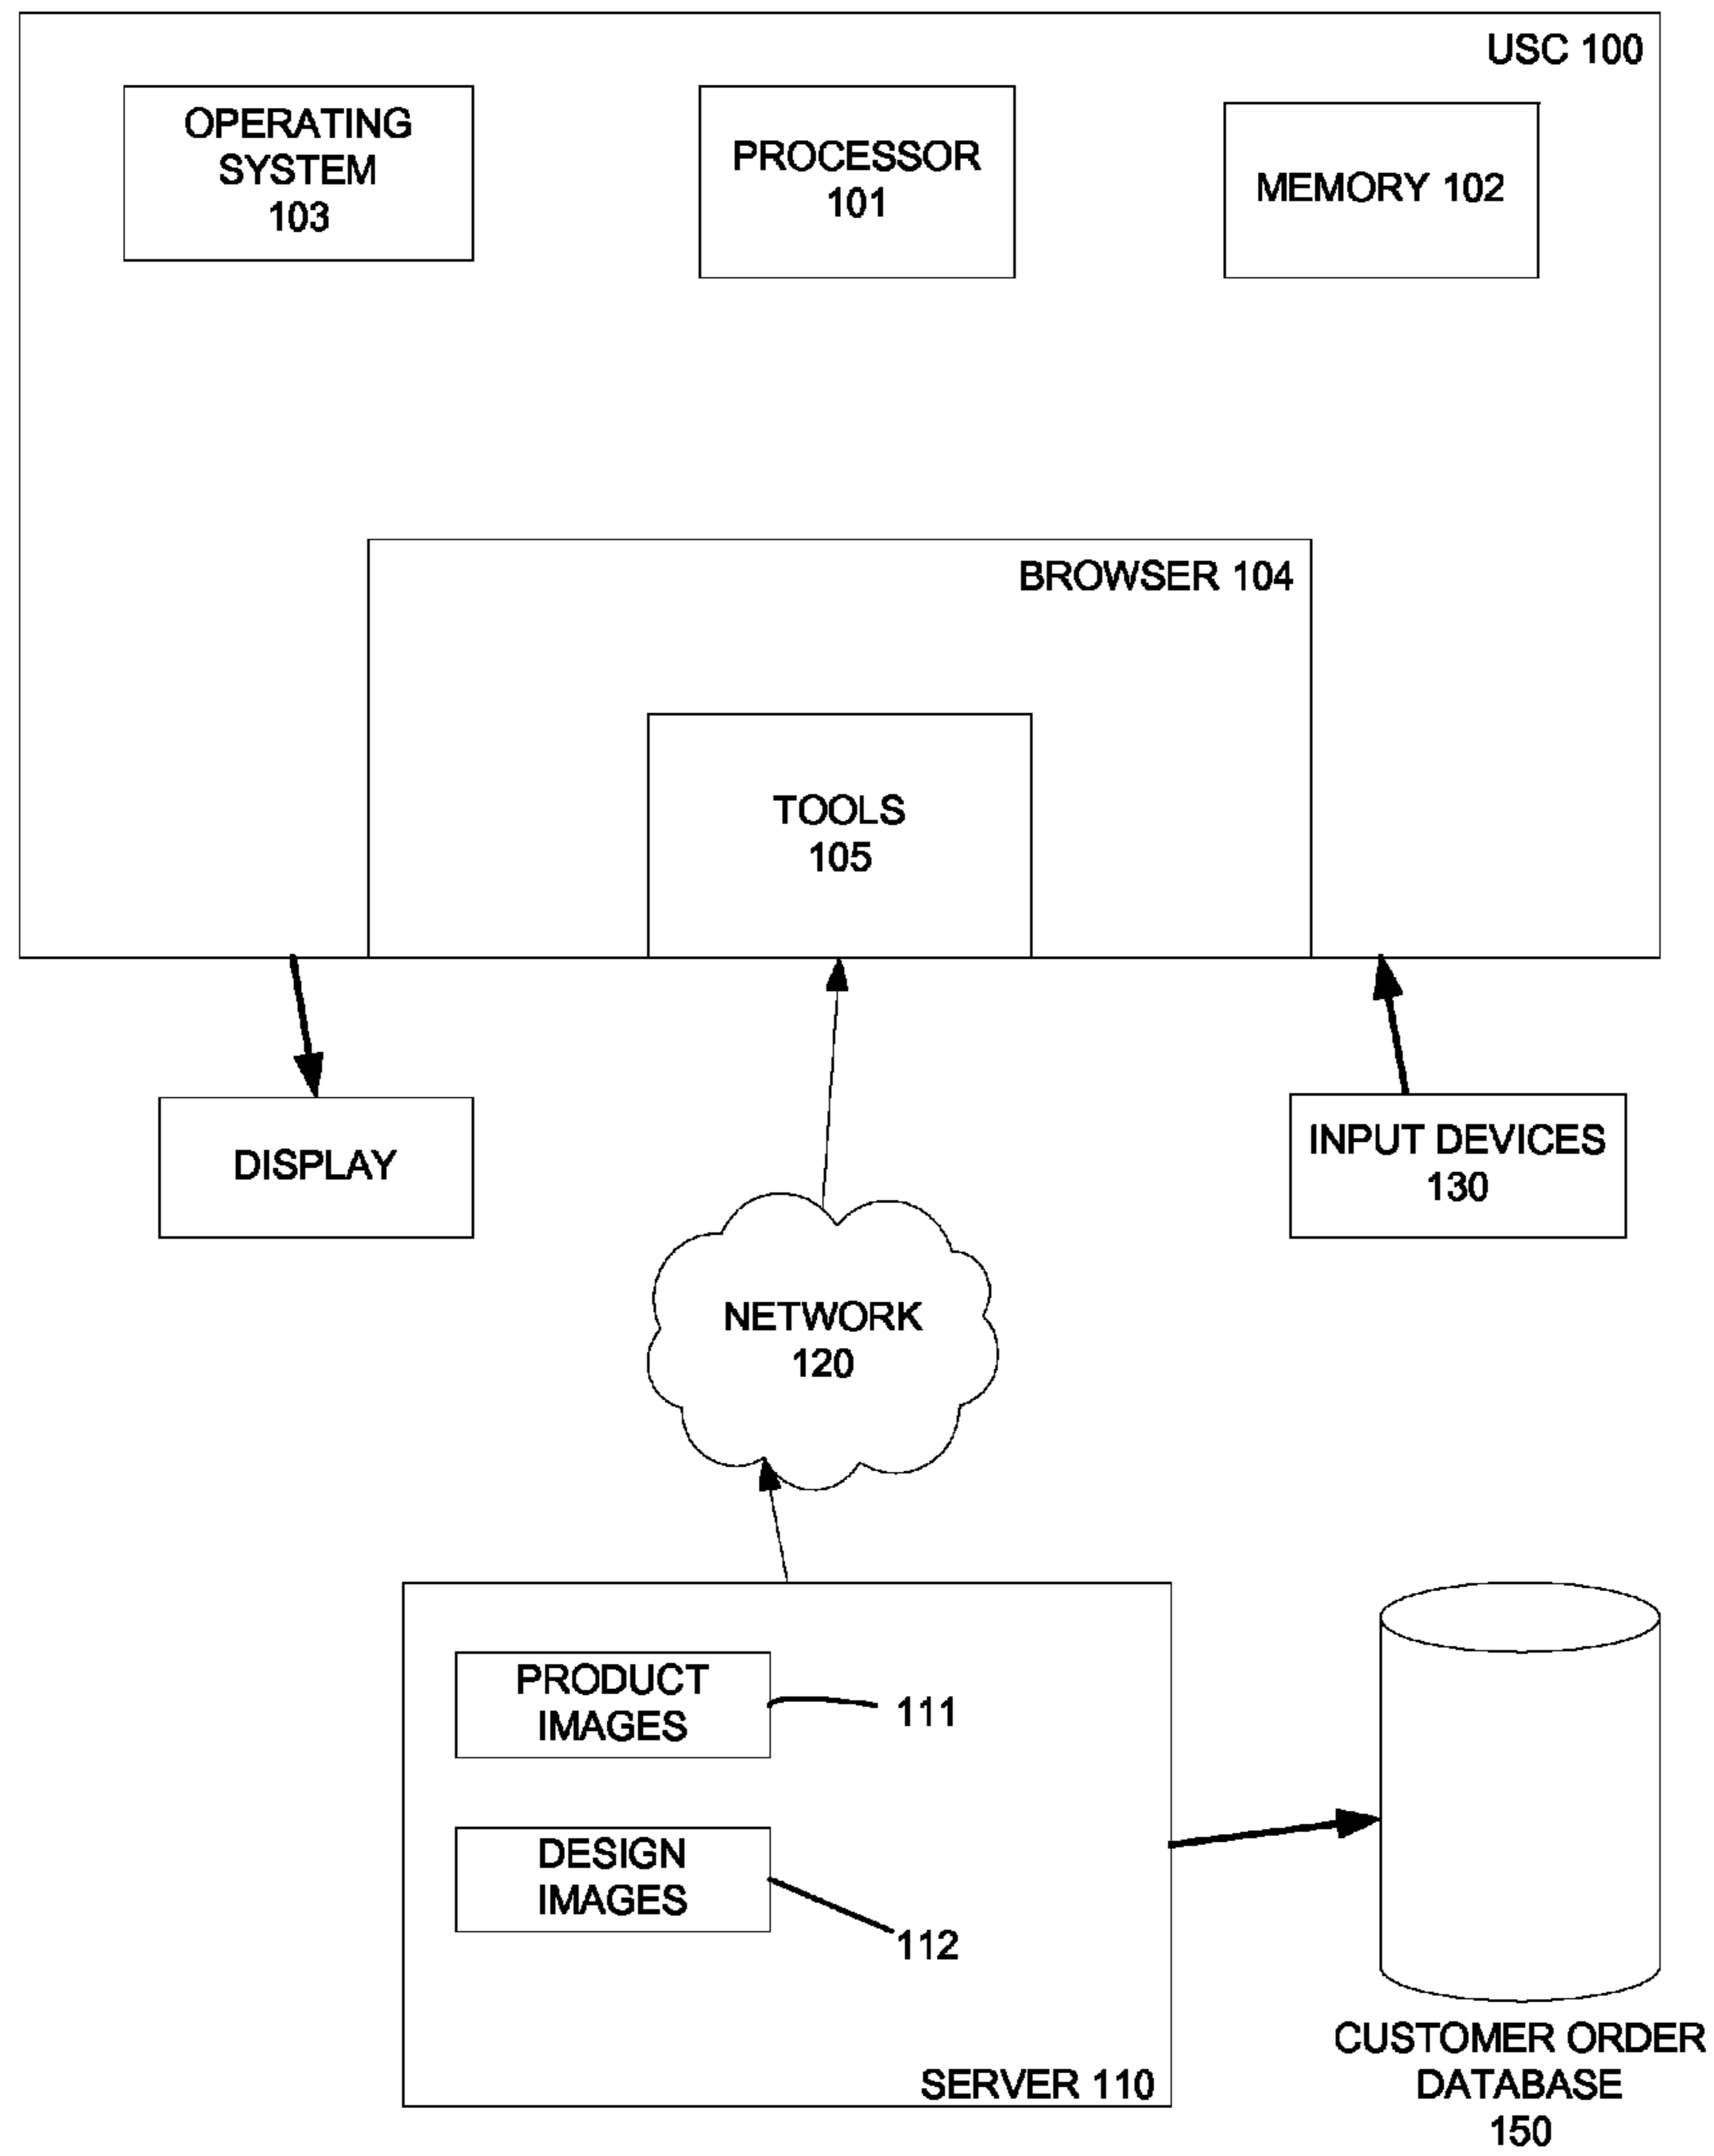 USC 100
OPERATING
SYSTEM
103
PROCESSOR
101
MEMORY 102
BROWSER 104
TOOLS
105
DISPLAY
INPUT DEVICES
130
NETWORK
120
PRODUCT
IMAGES
111
DESIGN
IMAGES
112
SERVER 110
CUSTOMER ORDER
DATABASE
150